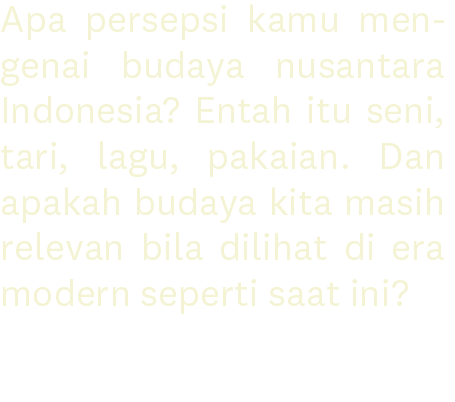 Apa persepsi kamu men-
genai budaya nusantara
Indonesia? Entah itu seni,
tari, lagu, pakaian. Dan
apakah budaya kita masih
relevan bila dilihat di era
modern seperti saat ini?